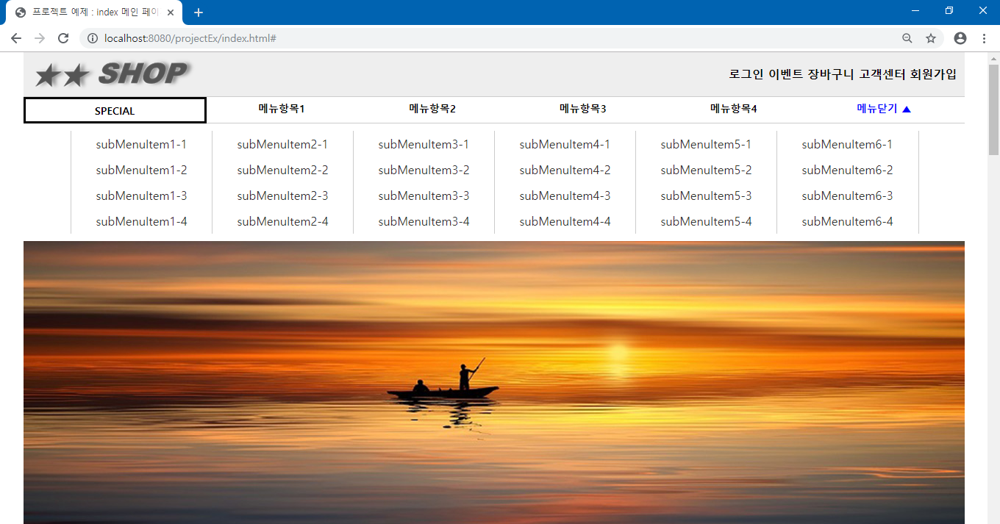 프로젝트 예제 : index 메인 페이
localhost:8080/projectEx/index.html#
★★ SHOP
로그인 이벤트 장바구니 고객센터 회원가입
SPECIAL 메뉴항목1 메뉴항목2 메뉴항목3 메뉴항목4 메뉴닫기 ▲
subMenuItem1-1 subMenuItem2-1 subMenuItem3-1 subMenuItem4-1 subMenuItem5-1 subMenuItem6-1
subMenuItem1-2 subMenuItem2-2 subMenuItem3-2 subMenuItem4-2 subMenuItem5-2 subMenuItem6-2
subMenuItem1-3 subMenuItem2-3 subMenuItem3-3 subMenuItem4-3 subMenuItem5-3 subMenuItem6-3
subMenuItem1-4 subMenuItem2-4 subMenuItem3-4 subMenuItem4-4 subMenuItem5-4 subMenuItem6-4